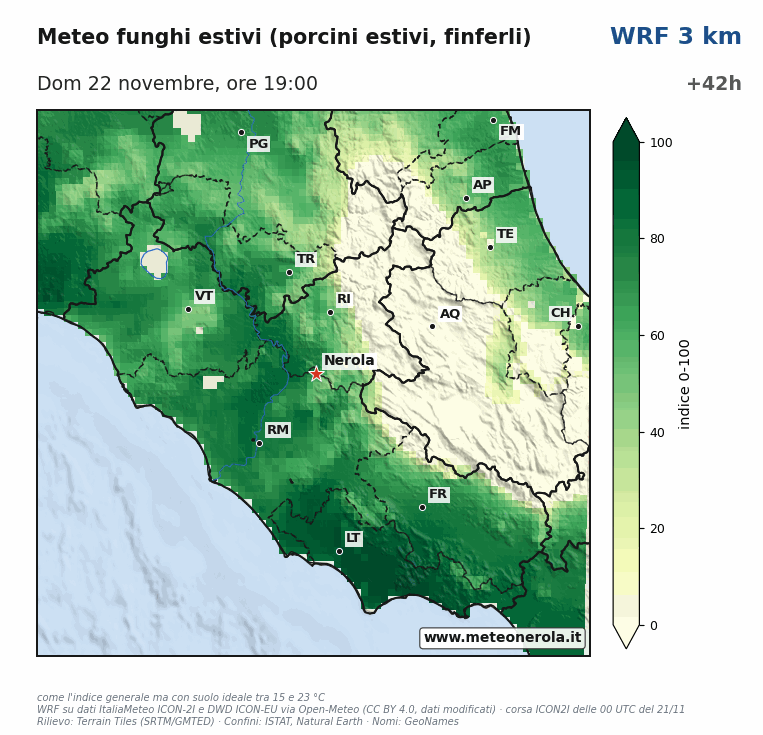 Meteo funghi estivi (porcini estivi, finferli)
WRF 3 km
Dom 22 novembre, ore 19:00
+42h
FM
PG
AP
TE
TR
VT
RI
AQ
CH
Nerola
RM
FR
LT
www.meteonerola.it
100
80
60
40
20
0
indice 0-100
come l'indice generale ma con suolo ideale tra 15 e 23 °C
WRF su dati ItaliaMeteo ICON-2I e DWD ICON-EU via Open-Meteo (CC BY 4.0, dati modificati) · corsa ICON2I delle 00 UTC del 21/11
Rilievo: Terrain Tiles (SRTM/GMTED) · Confini: ISTAT, Natural Earth · Nomi: GeoNames